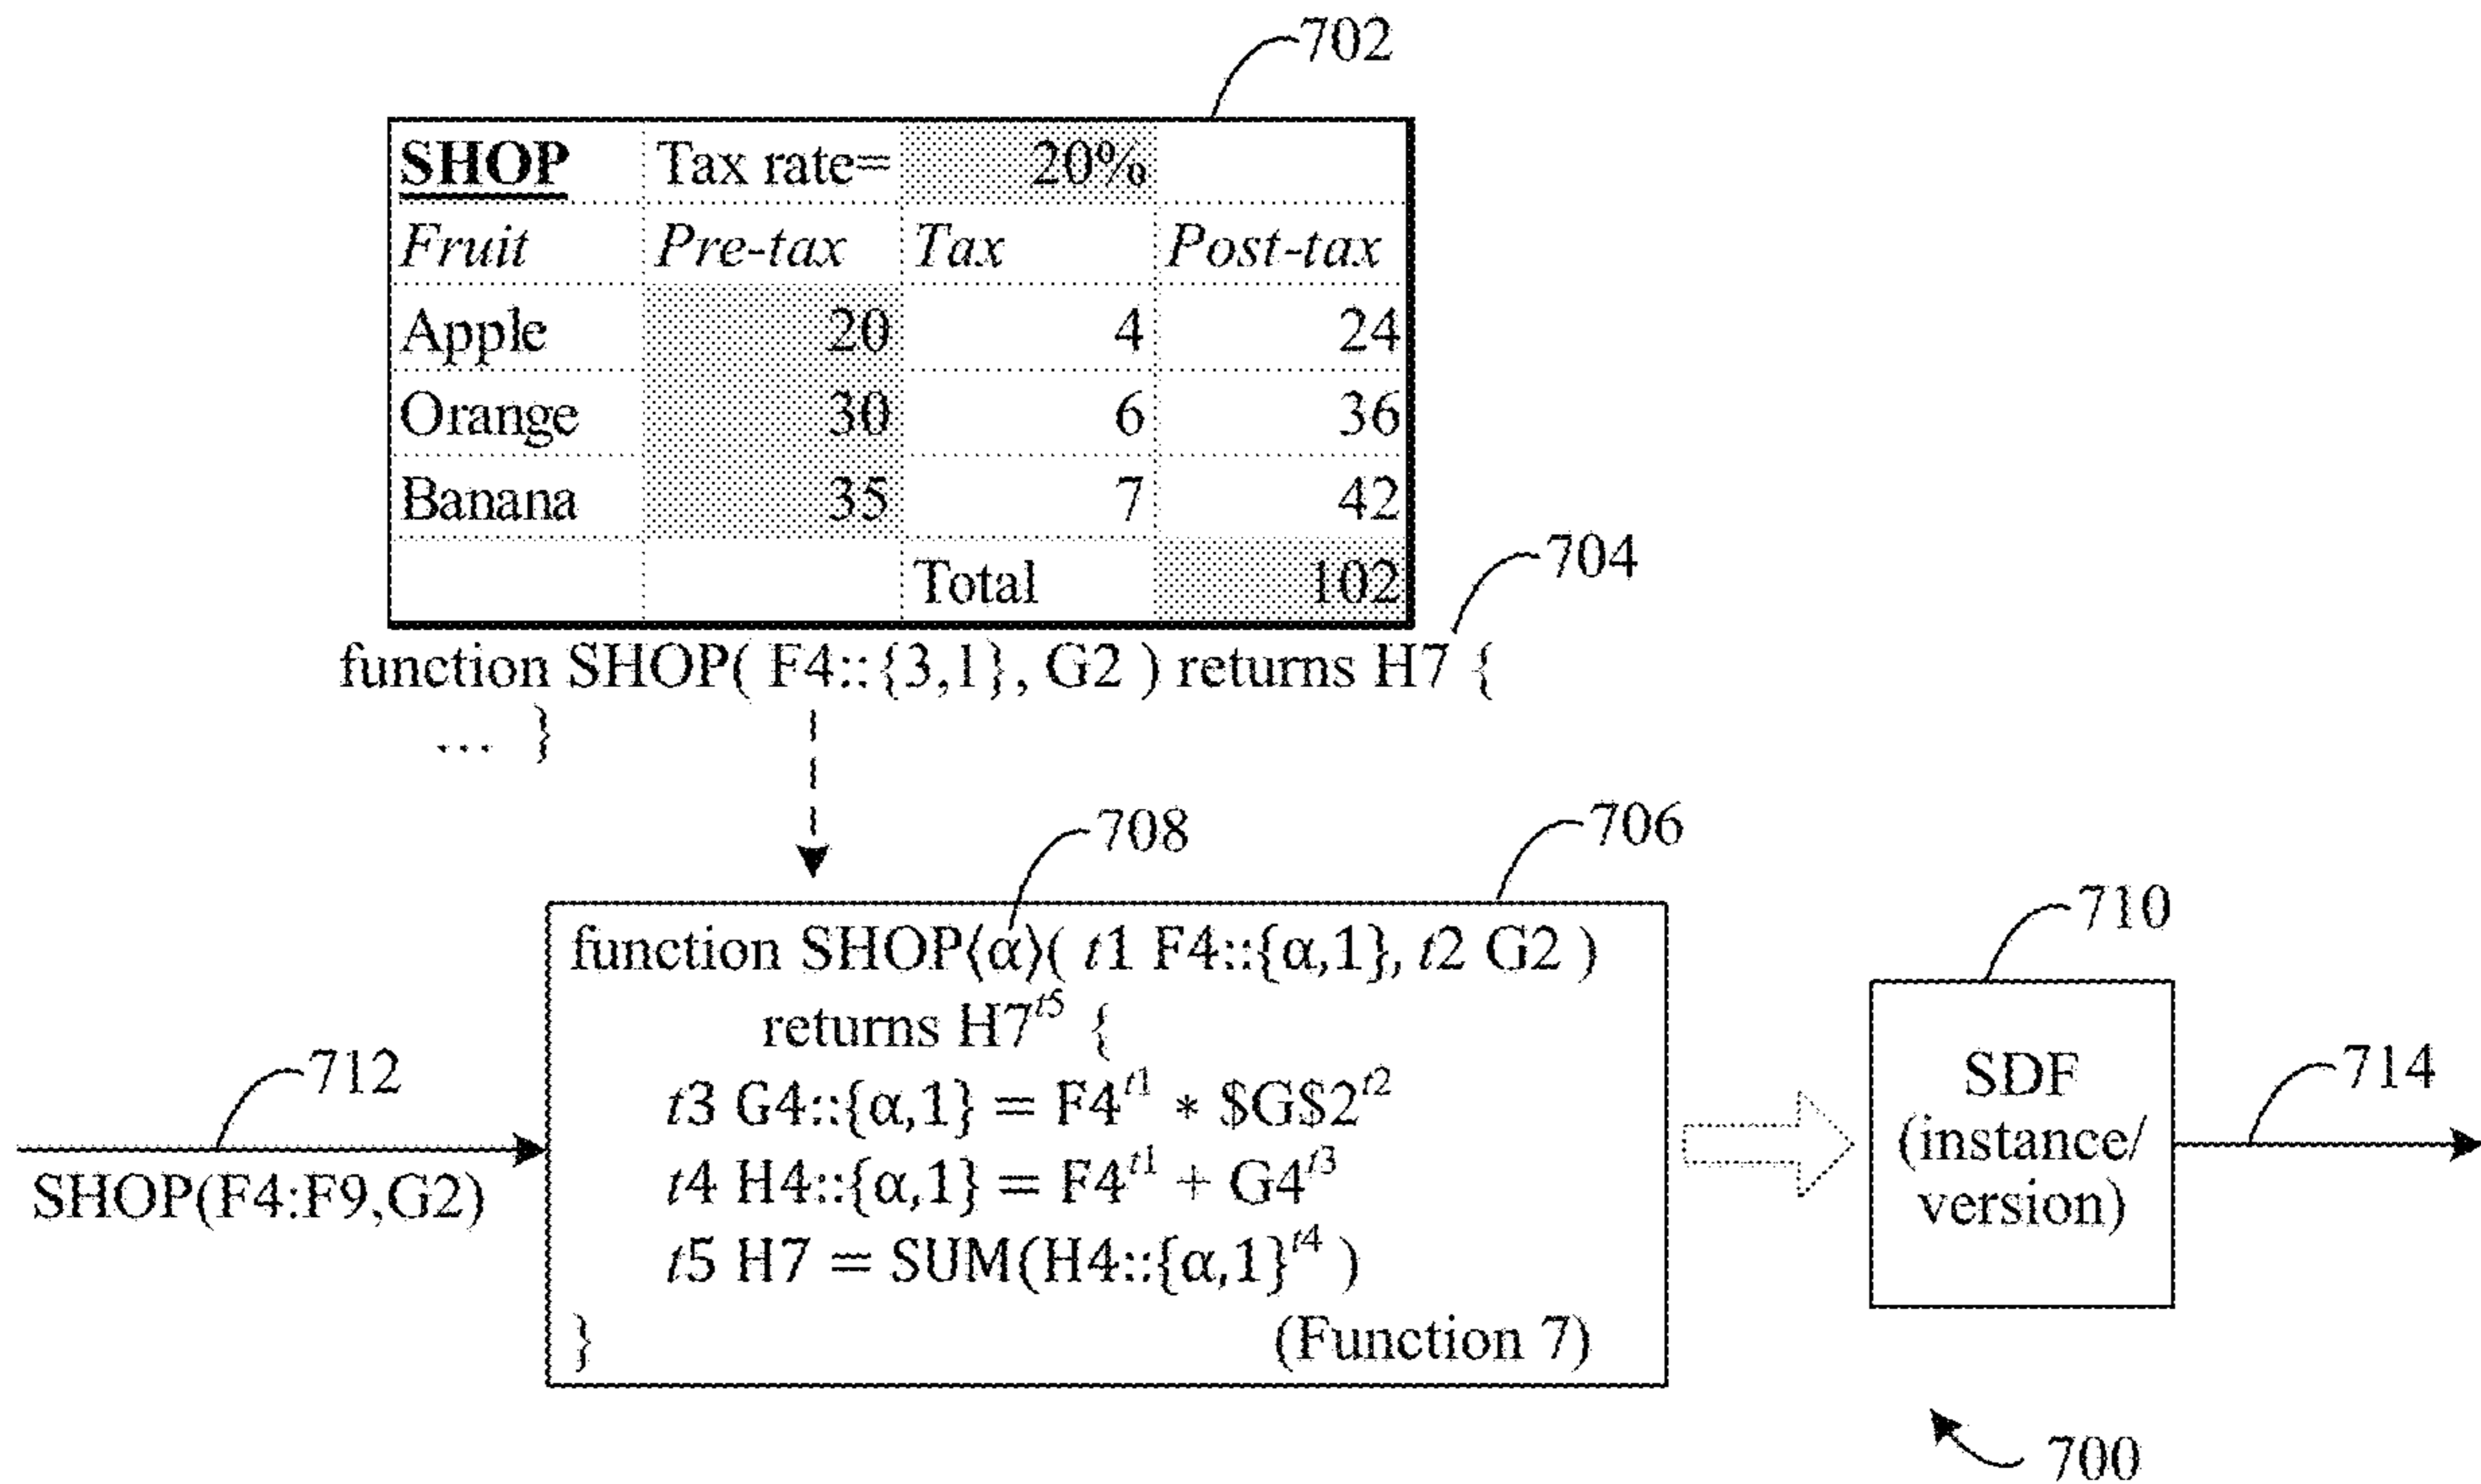 702
SHOP Tax rate= 20%
Fruit Pre-tax Tax Post-tax
Apple 20 4 24
Orange 30 6 36
Banana 35 7 42
Total 102
704
function SHOP( F4::{3,1}, G2 ) returns H7 {
... }
708
706
function SHOP⟨α⟩( t1 F4::{α,1}, t2 G2 )
returns H7^t5 {
t3 G4::{α,1} = F4^t1 * $G$2^t2
t4 H4::{α,1} = F4^t1 + G4^t3
t5 H7 = SUM(H4::{α,1}^t4 )
}
(Function 7)
712
SHOP(F4:F9,G2)
710
SDF
(instance/
version)
714
700